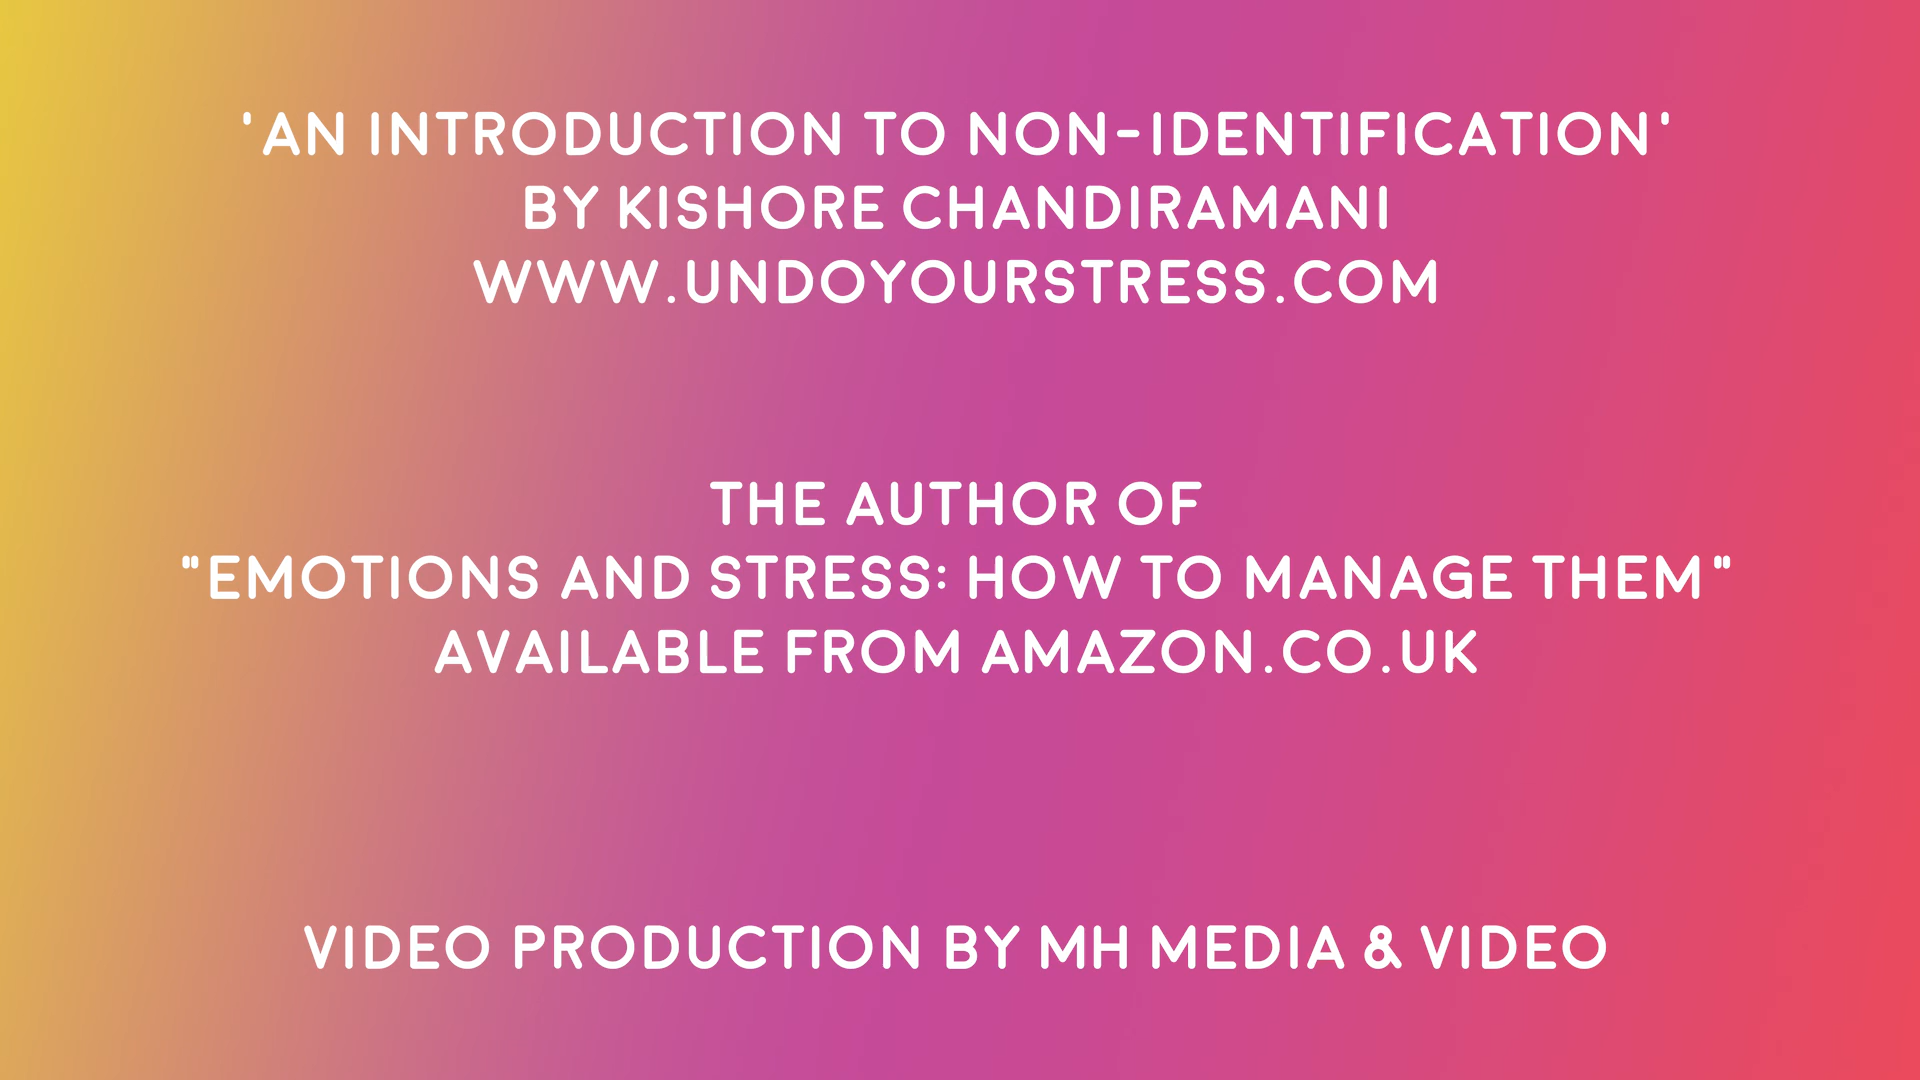 'AN INTRODUCTION TO NON-IDENTIFICATION'
BY KISHORE CHANDIRAMANI
WWW.UNDOYOURSTRESS.COM
THE AUTHOR OF
"EMOTIONS AND STRESS: HOW TO MANAGE THEM"
AVAILABLE FROM AMAZON.CO.UK
VIDEO PRODUCTION BY MH MEDIA & VIDEO